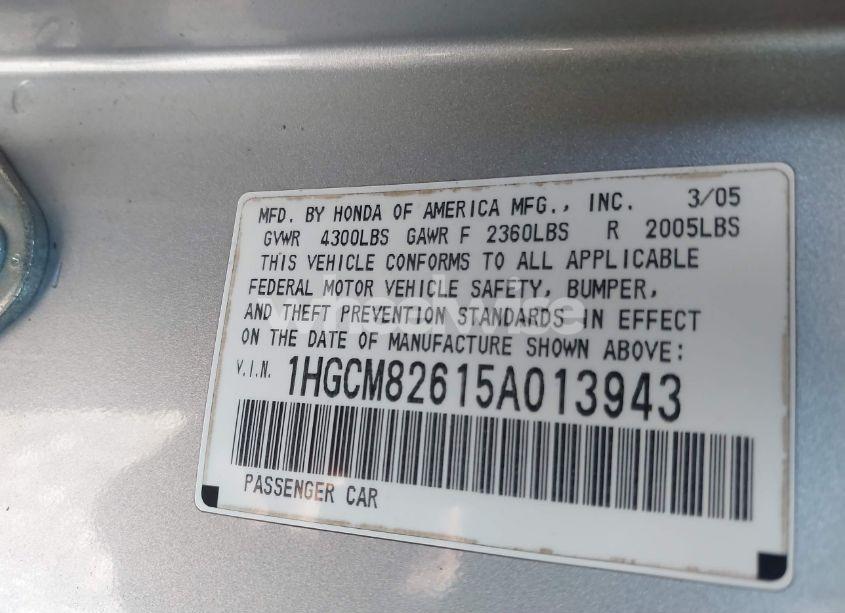 MFD. BY HONDA OF AMERICA MFG., INC. 3/05
GVWR 4300LBS GAWR F 2360LBS R 2005LBS
THIS VEHICLE CONFORMS TO ALL APPLICABLE
FEDERAL MOTOR VEHICLE SAFETY, BUMPER,
AND THEFT PREVENTION STANDARDS IN EFFECT
ON THE DATE OF MANUFACTURE SHOWN ABOVE:
V.I.N. 1HGCM82615A013943
PASSENGER CAR
wheelwise